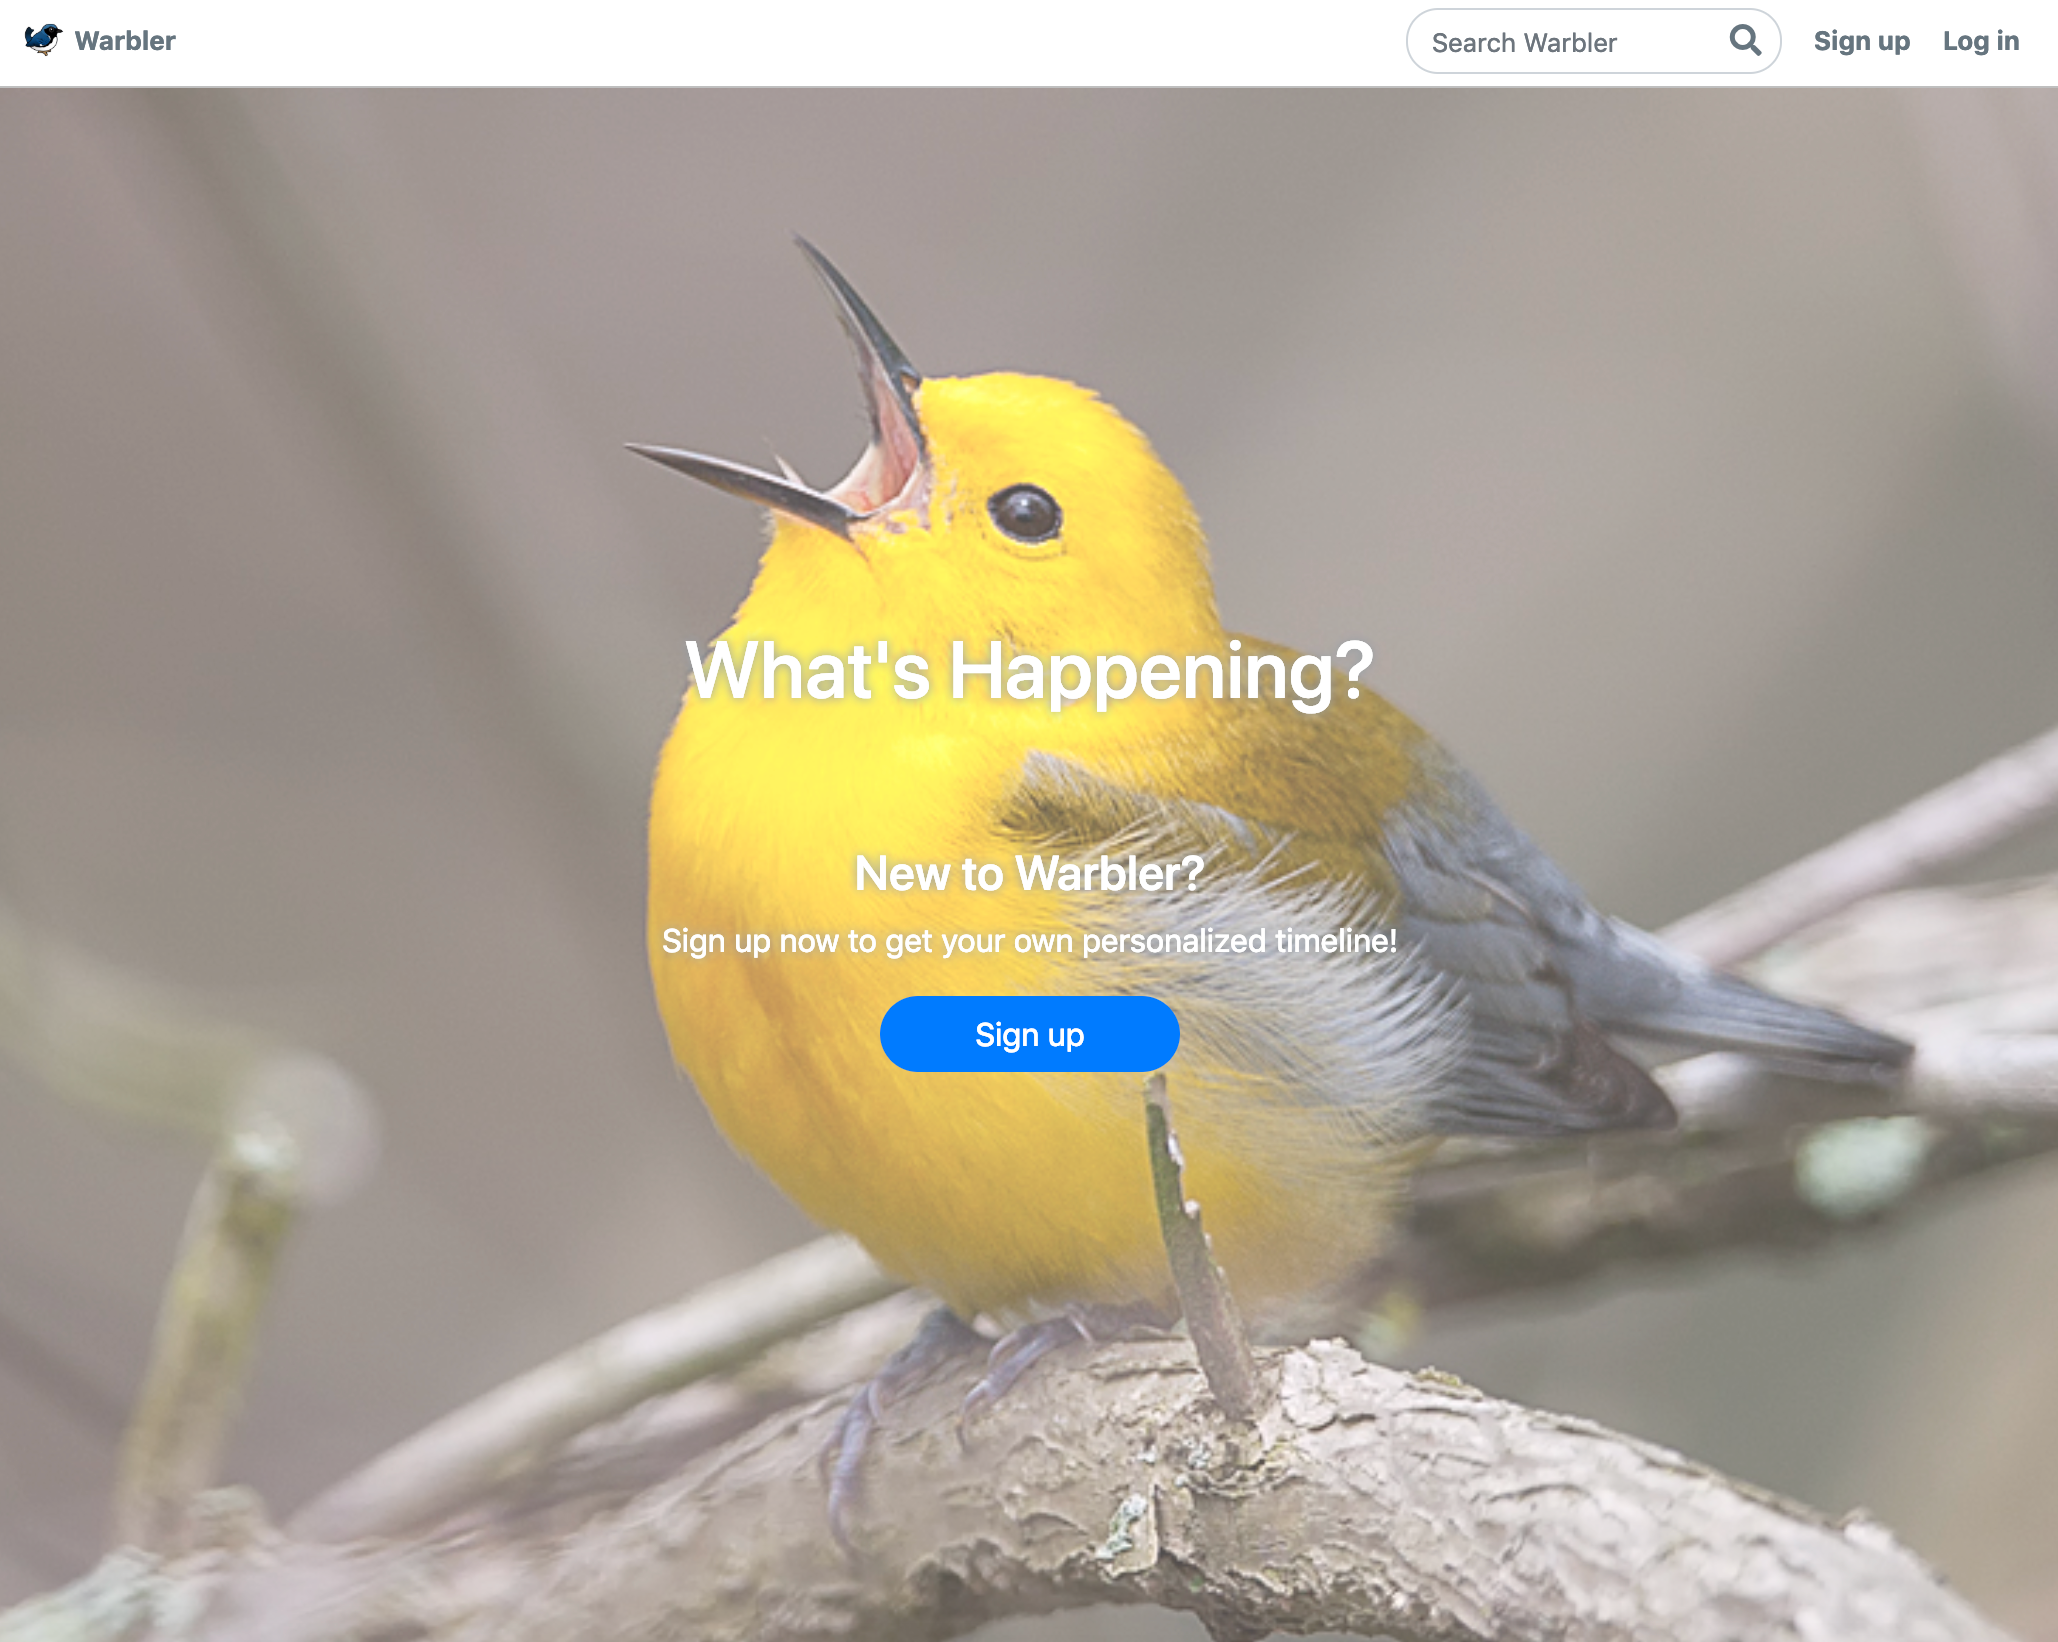 Warbler
Search Warbler
Sign up
Log in
What's Happening?
New to Warbler?
Sign up now to get your own personalized timeline!
Sign up